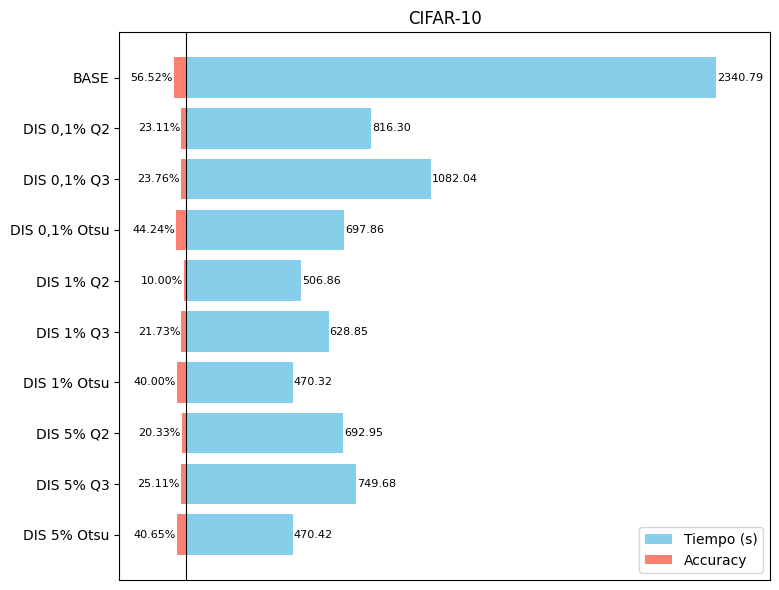 CIFAR-10
BASE 56.52% 2340.79
DIS 0,1% Q2 23.11% 816.30
DIS 0,1% Q3 23.76% 1082.04
DIS 0,1% Otsu 44.24% 697.86
DIS 1% Q2 10.00% 506.86
DIS 1% Q3 21.73% 628.85
DIS 1% Otsu 40.00% 470.32
DIS 5% Q2 20.33% 692.95
DIS 5% Q3 25.11% 749.68
DIS 5% Otsu 40.65% 470.42
Tiempo (s)
Accuracy